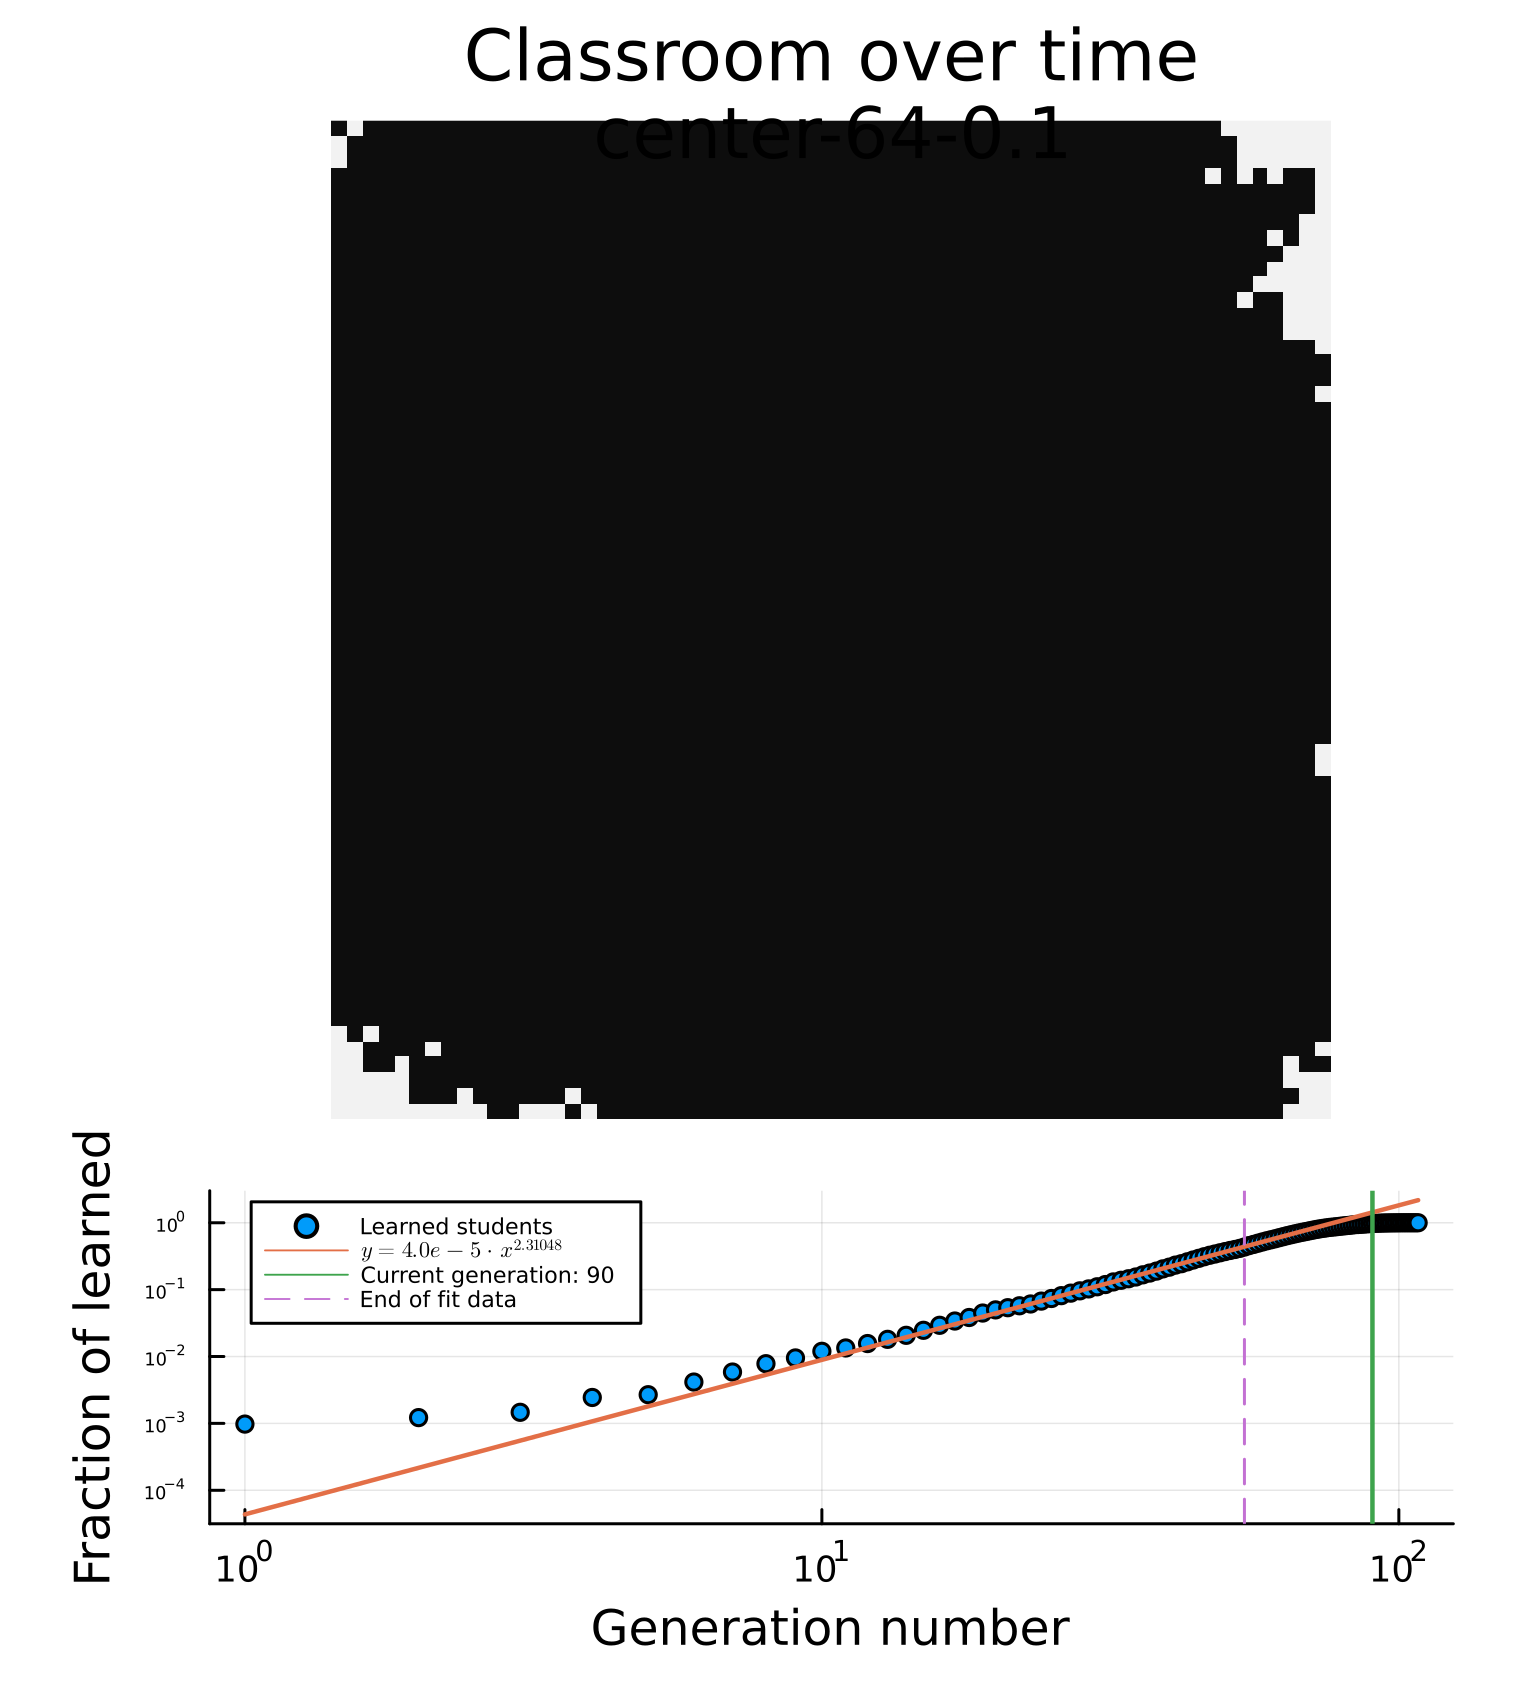 Classroom over time
center-64-0.1
Fraction of learned
10^0
10^-1
10^-2
10^-3
10^-4
Learned students
y = 4.0e − 5 · x^2.31048
Current generation: 90
End of fit data
10^0
10^1
10^2
Generation number